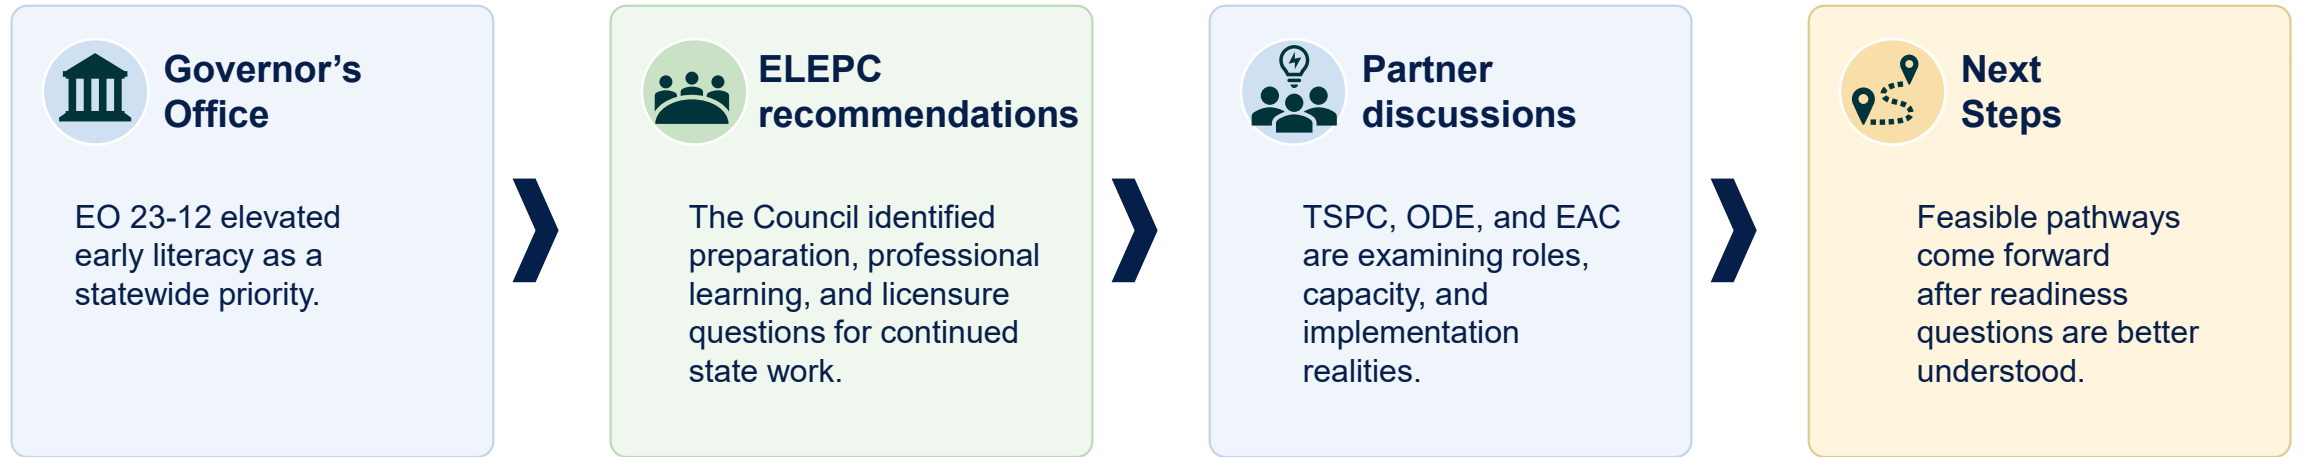 Governor’s
Office
EO 23-12 elevated
early literacy as a
statewide priority.
ELEPC
recommendations
The Council identified
preparation, professional
learning, and licensure
questions for continued
state work.
Partner
discussions
TSPC, ODE, and EAC
are examining roles,
capacity, and
implementation
realities.
Next
Steps
Feasible pathways
come forward
after readiness
questions are better
understood.